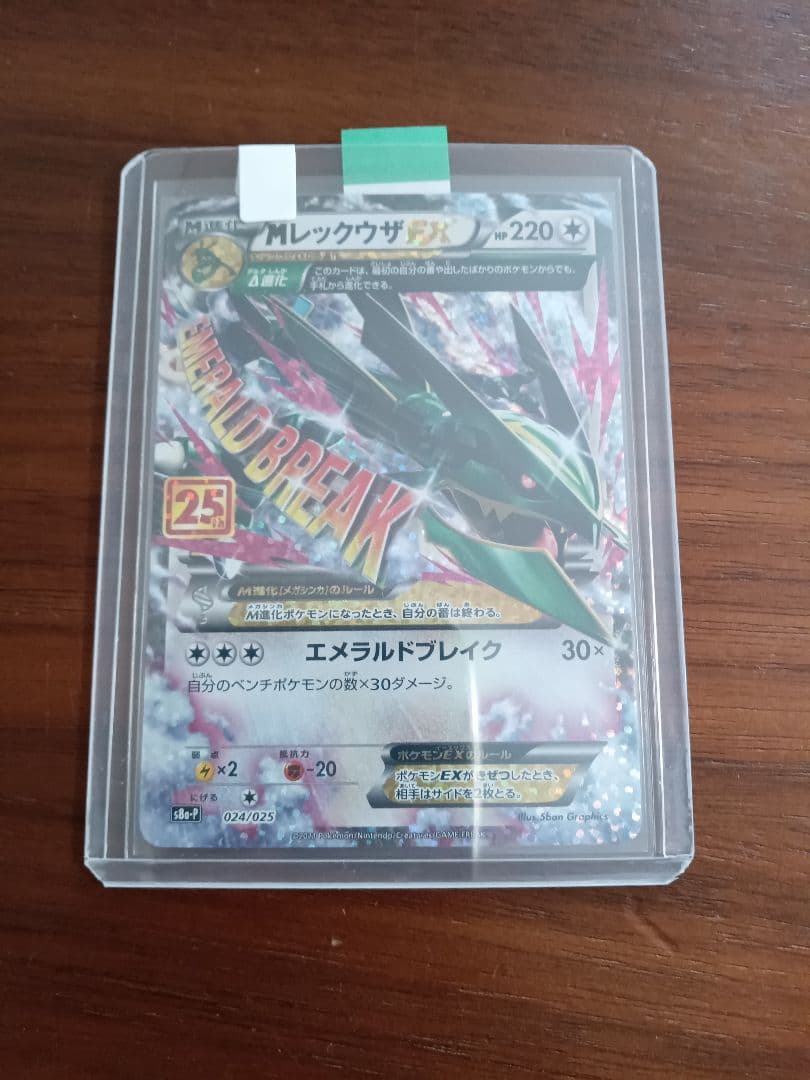 M進化
MレックウザEX HP220
Δ進化
このカードは、最初の自分の番や出したばかりのポケモンからでも、
手札から進化できる。
EMERALD BREAK
25
M進化[メガシンカ]のルール
M進化ポケモンになったとき、自分の番は終わる。
エメラルドブレイク 30×
自分のベンチポケモンの数×30ダメージ。
弱点 抵抗力
×2 -20
にげる
ポケモンEXのルール
ポケモンEXがきぜつしたとき、
相手はサイドを2枚とる。
s8a-P 024/025
Illus. 5ban Graphics
Pokémon/Nintendo/Creatures/GAME FREAK